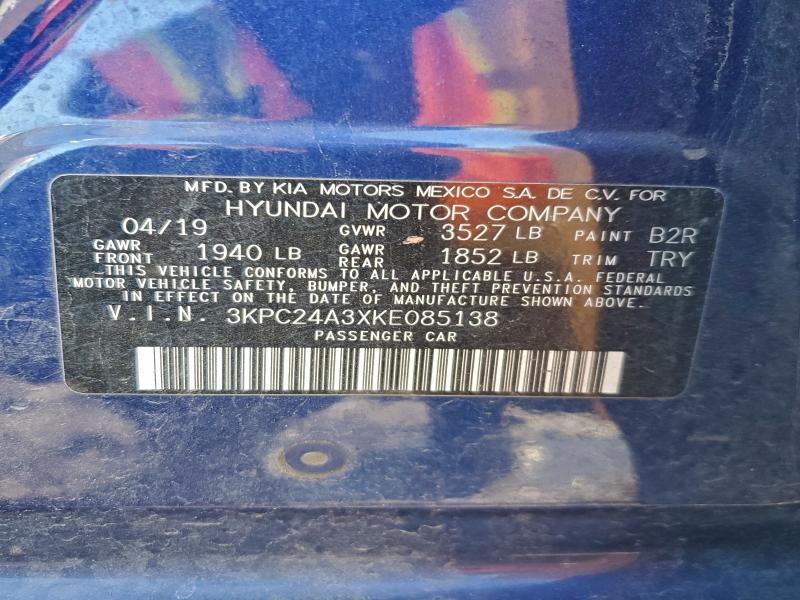 MFD. BY KIA MOTORS MEXICO S.A. DE C.V. FOR
HYUNDAI MOTOR COMPANY
04/19 GVWR 3527 LB PAINT B2R
GAWR FRONT 1940 LB GAWR REAR 1852 LB TRIM TRY
THIS VEHICLE CONFORMS TO ALL APPLICABLE U.S.A. FEDERAL
MOTOR VEHICLE SAFETY, BUMPER, AND THEFT PREVENTION STANDARDS
IN EFFECT ON THE DATE OF MANUFACTURE SHOWN ABOVE.
V.I.N. 3KPC24A3XKE085138
PASSENGER CAR